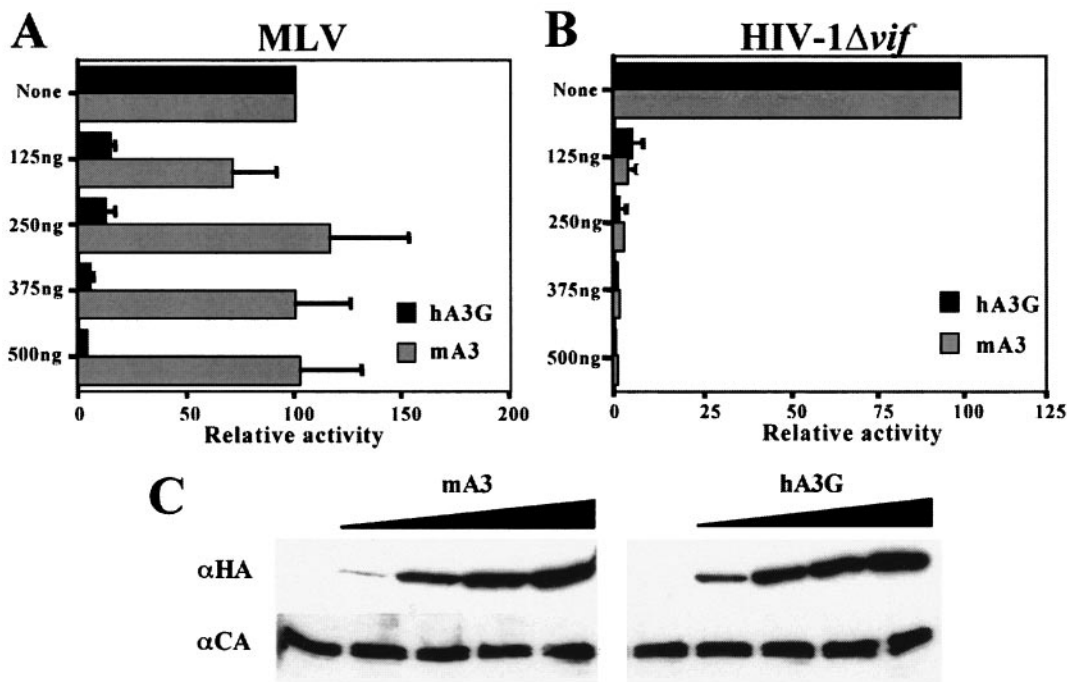 A
MLV
None
125ng
250ng
375ng
500ng
hA3G
mA3
0
50
100
150
200
Relative activity
B
HIV-1Δvif
None
125ng
250ng
375ng
500ng
hA3G
mA3
0
25
75
100
125
Relative activity
C
mA3
hA3G
αHA
αCA